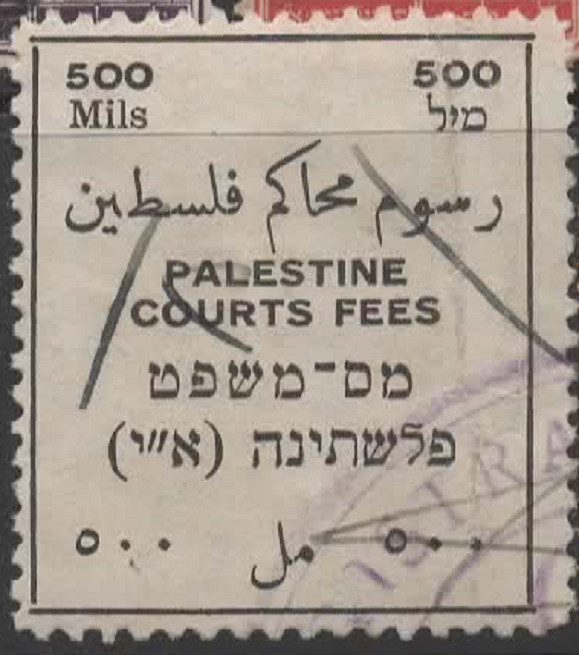 500 500
Mils מיל
رسوم محاكم فلسطين
PALESTINE
COURTS FEES
מס־משפט
פלשתינה (א״י)
٥٠٠ مل ٥٠٠